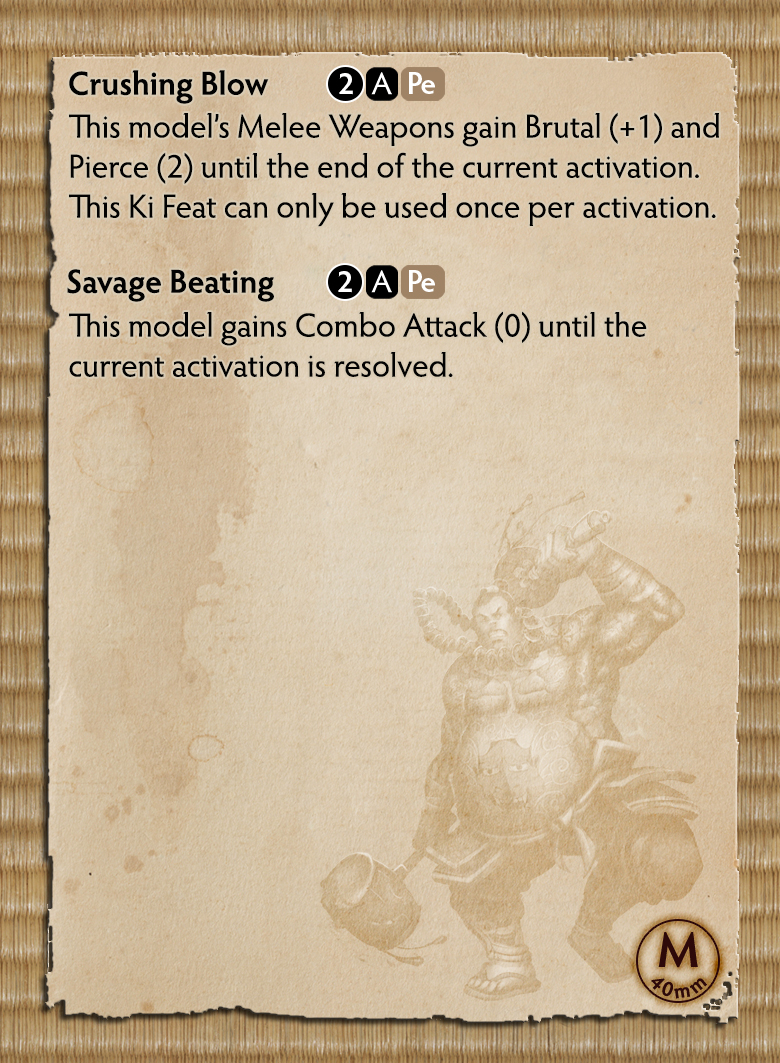 Crushing Blow 2 A Pe
This model's Melee Weapons gain Brutal (+1) and
Pierce (2) until the end of the current activation.
This Ki Feat can only be used once per activation.
Savage Beating 2 A Pe
This model gains Combo Attack (0) until the
current activation is resolved.
M
40mm